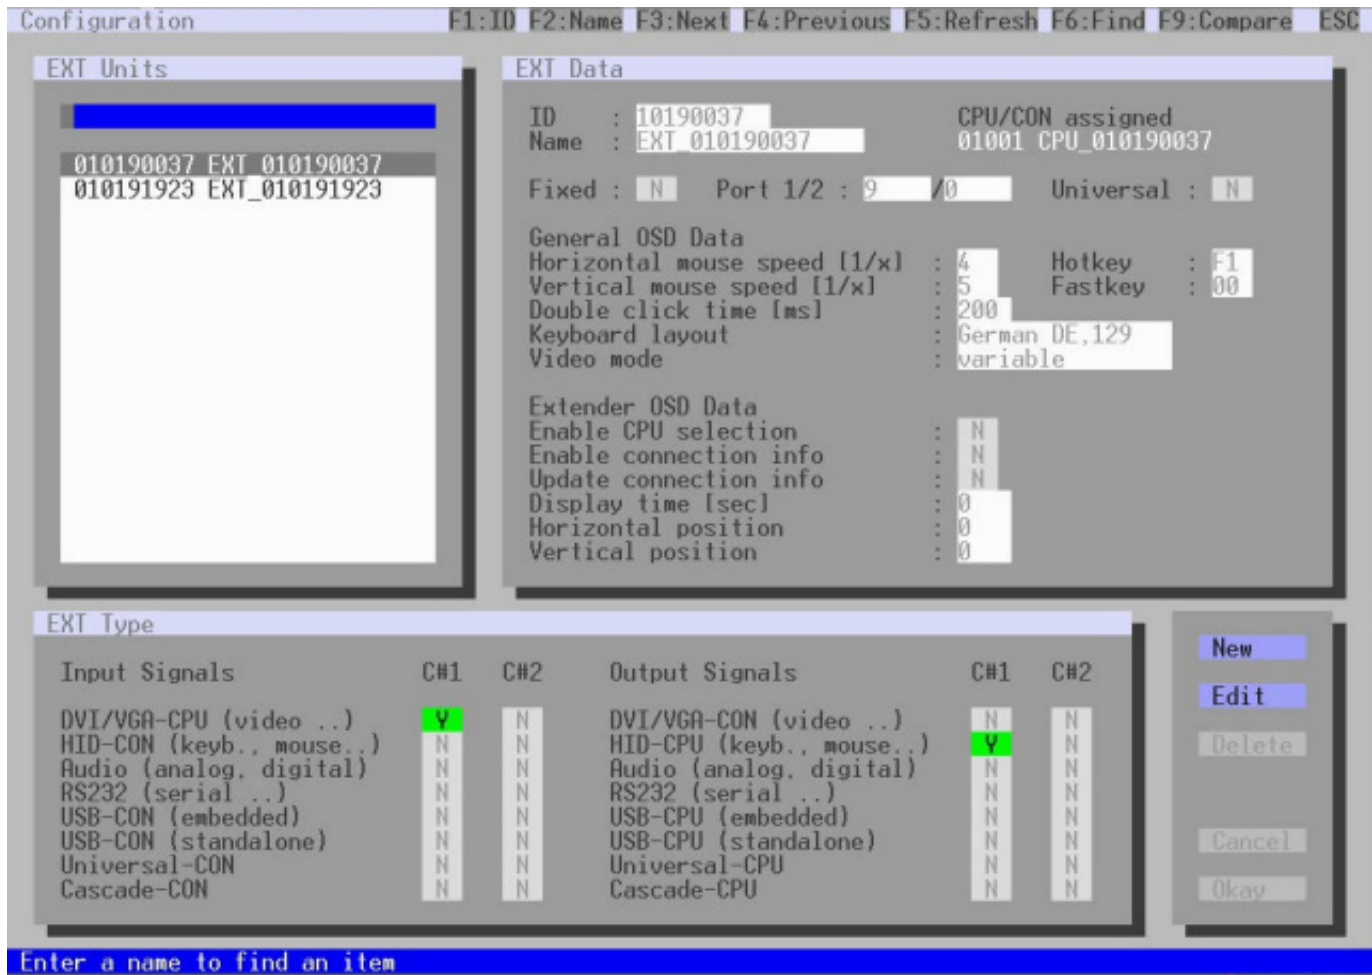 Configuration F1:ID F2:Name F3:Next F4:Previous F5:Refresh F6:Find F9:Compare ESC
EXT Units
010190037 EXT_010190037
010191923 EXT_010191923
EXT Data
ID : 10190037 CPU/CON assigned
Name : EXT_010190037 01001 CPU_010190037
Fixed : N Port 1/2 : 9 /0 Universal : N
General OSD Data
Horizontal mouse speed [1/x] : 4 Hotkey : F1
Vertical mouse speed [1/x] : 5 Fastkey : 00
Double click time [ms] : 200
Keyboard layout : German DE,129
Video mode : variable
Extender OSD Data
Enable CPU selection : N
Enable connection info : N
Update connection info : N
Display time [sec] : 0
Horizontal position : 0
Vertical position : 0
EXT Type
Input Signals C#1 C#2 Output Signals C#1 C#2
DVI/VGA-CPU (video ..) Y N DVI/VGA-CON (video ..) N N
HID-CON (keyb., mouse..) N N HID-CPU (keyb., mouse..) Y N
Audio (analog, digital) N N Audio (analog, digital) N N
RS232 (serial ..) N N RS232 (serial ..) N N
USB-CON (embedded) N N USB-CPU (embedded) N N
USB-CON (standalone) N N USB-CPU (standalone) N N
Universal-CON N N Universal-CPU N N
Cascade-CON N N Cascade-CPU N N
New
Edit
Delete
Cancel
Okay
Enter a name to find an item